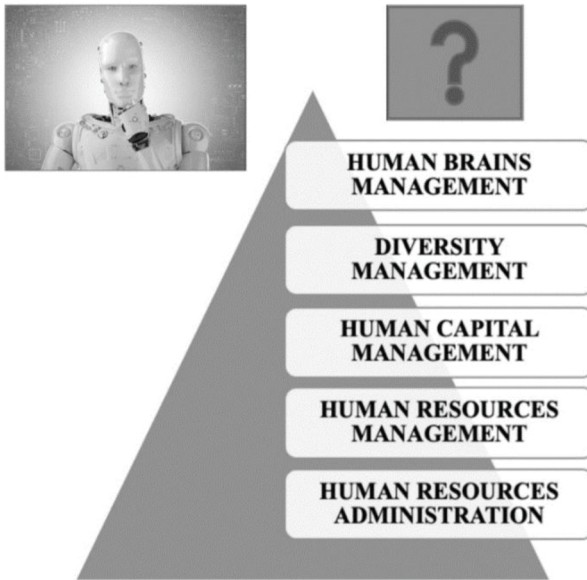 ?
HUMAN BRAINS
MANAGEMENT
DIVERSITY
MANAGEMENT
HUMAN CAPITAL
MANAGEMENT
HUMAN RESOURCES
MANAGEMENT
HUMAN RESOURCES
ADMINISTRATION